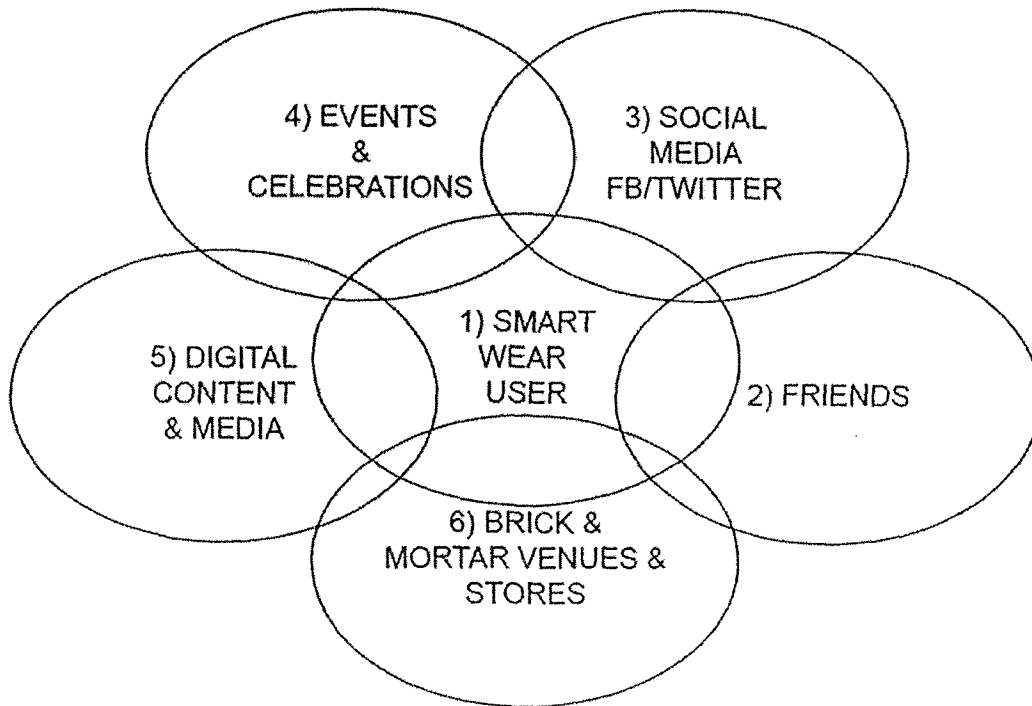 4) EVENTS
&
CELEBRATIONS
3) SOCIAL
MEDIA
FB/TWITTER
1) SMART
WEAR
USER
5) DIGITAL
CONTENT
& MEDIA
2) FRIENDS
6) BRICK &
MORTAR VENUES &
STORES